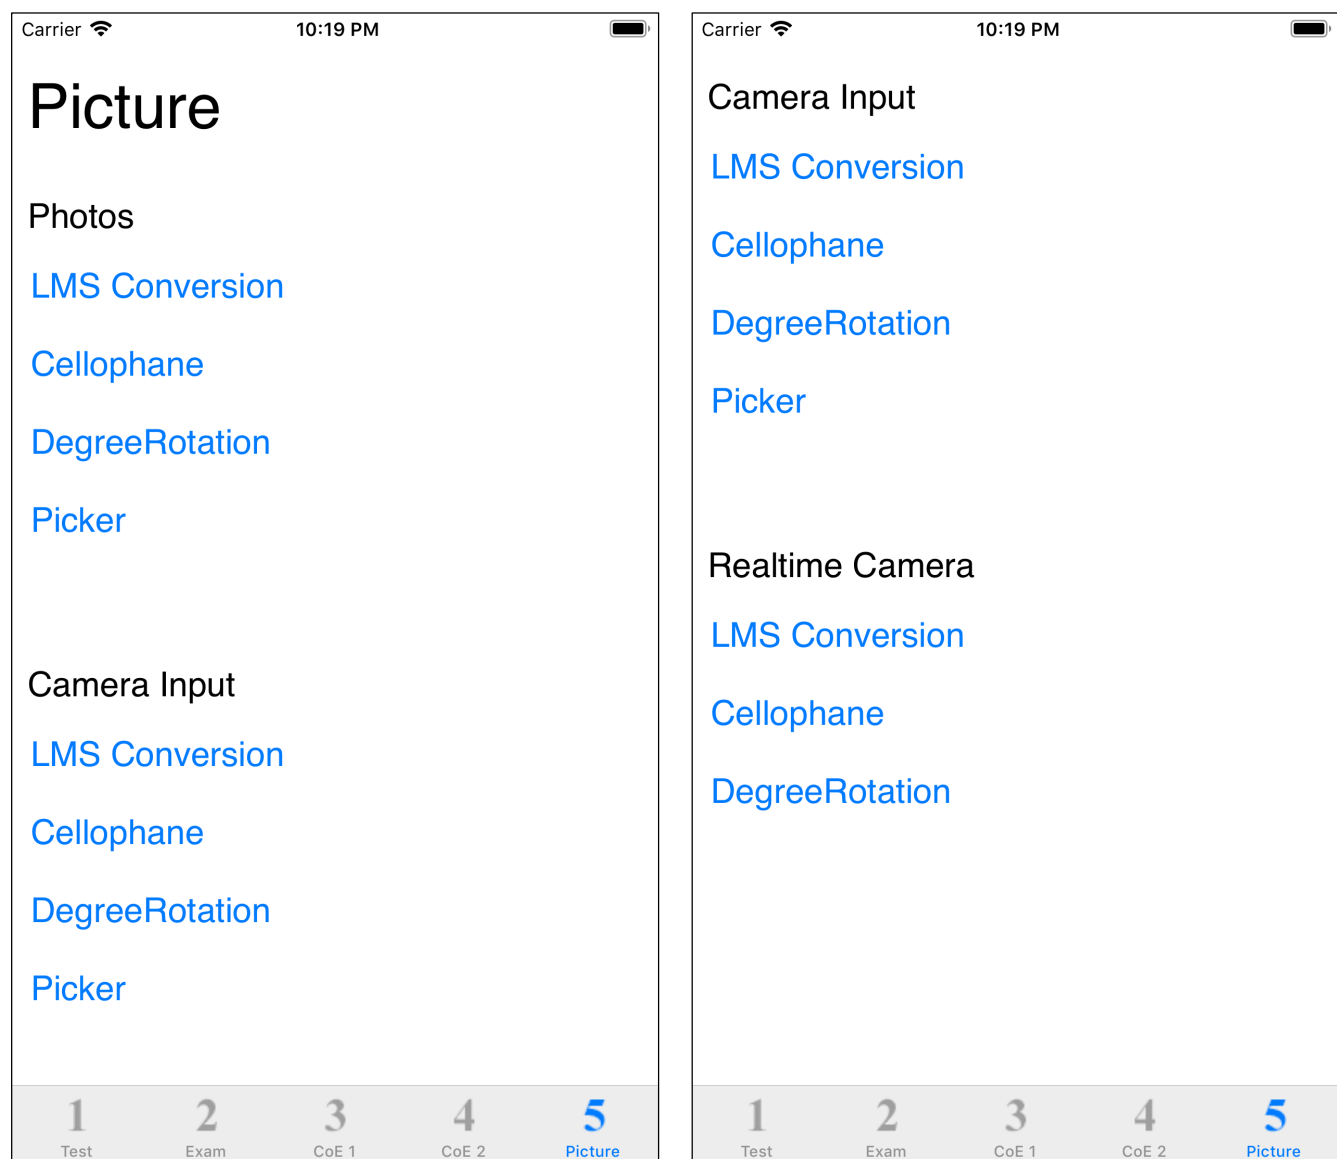 Carrier 10:19 PM
Picture
Photos
LMS Conversion
Cellophane
DegreeRotation
Picker
Camera Input
LMS Conversion
Cellophane
DegreeRotation
Picker
1 2 3 4 5
Test Exam CoE 1 CoE 2 Picture
Carrier 10:19 PM
Camera Input
LMS Conversion
Cellophane
DegreeRotation
Picker
Realtime Camera
LMS Conversion
Cellophane
DegreeRotation
1 2 3 4 5
Test Exam CoE 1 CoE 2 Picture